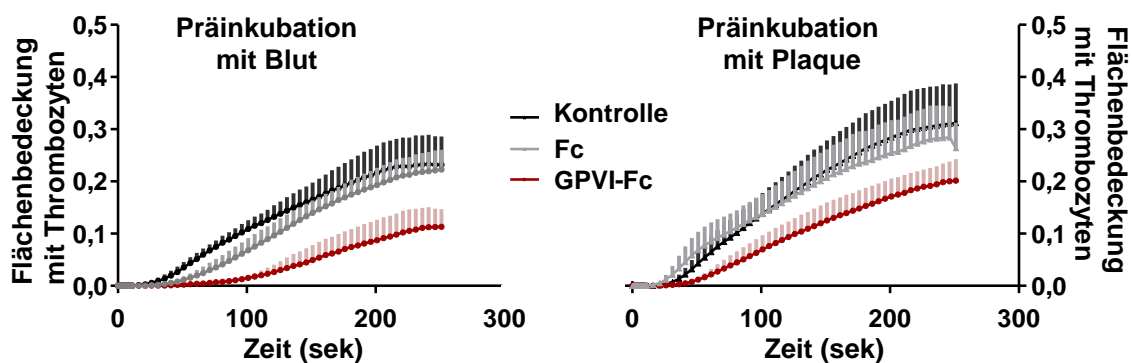 Präinkubation
mit Blut
Flächenbedeckung
mit Thrombozyten
0,5
0,4
0,3
0,2
0,1
0,0
0
100
200
300
Zeit (sek)
Kontrolle
Fc
GPVI-Fc
Präinkubation
mit Plaque
0
100
200
300
Zeit (sek)
0,5
0,4
0,3
0,2
0,1
0,0
Flächenbedeckung
mit Thrombozyten